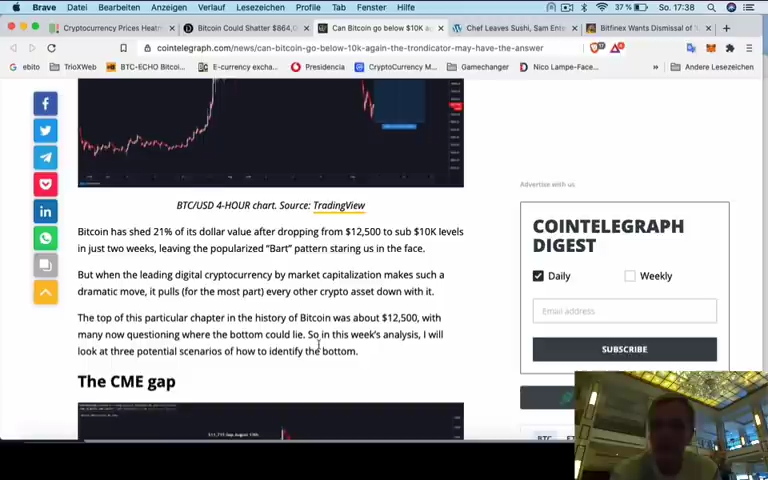 Brave Datei Bearbeiten Anzeigen Verlauf Lesezeichen Profile Tab Fenster Hilfe 37 % So. 17:38
Cryptocurrency Prices Heatm Bitcoin Could Shatter $864, Can Bitcoin go below $10K a Chef Leaves Sushi, Sam Ente Bitfinex Wants Dismissal of
cointelegraph.com/news/can-bitcoin-go-below-10k-again-the-trondicator-may-have-the-answer
ebito TrioXWeb BTC-ECHO Bitcoi... E-currency excha... Presidencia CryptoCurrency M... Gamechanger Nico Lampe-Face... » Andere Lesezeichen
BTC/USD 4-HOUR chart. Source: TradingView
Bitcoin has shed 21% of its dollar value after dropping from $12,500 to sub $10K levels
in just two weeks, leaving the popularized “Bart” pattern staring us in the face.
But when the leading digital cryptocurrency by market capitalization makes such a
dramatic move, it pulls (for the most part) every other crypto asset down with it.
The top of this particular chapter in the history of Bitcoin was about $12,500, with
many now questioning where the bottom could lie. So in this week's analysis, I will
look at three potential scenarios of how to identify the bottom.
The CME gap
Advertise with us
COINTELEGRAPH
DIGEST
Daily Weekly
Email address
SUBSCRIBE
BTC